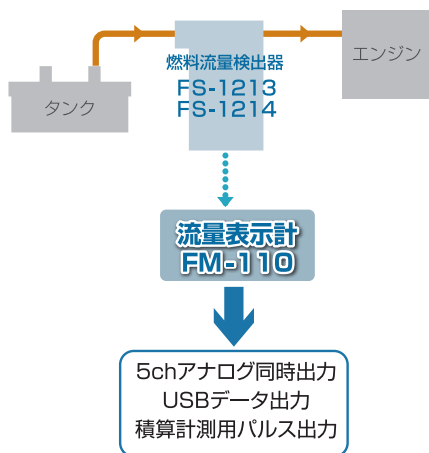 燃料流量検出器
FS-1213
FS-1214
エンジン
タンク
流量表示計
FM-110
5chアナログ同時出力
USBデータ出力
積算計測用パルス出力